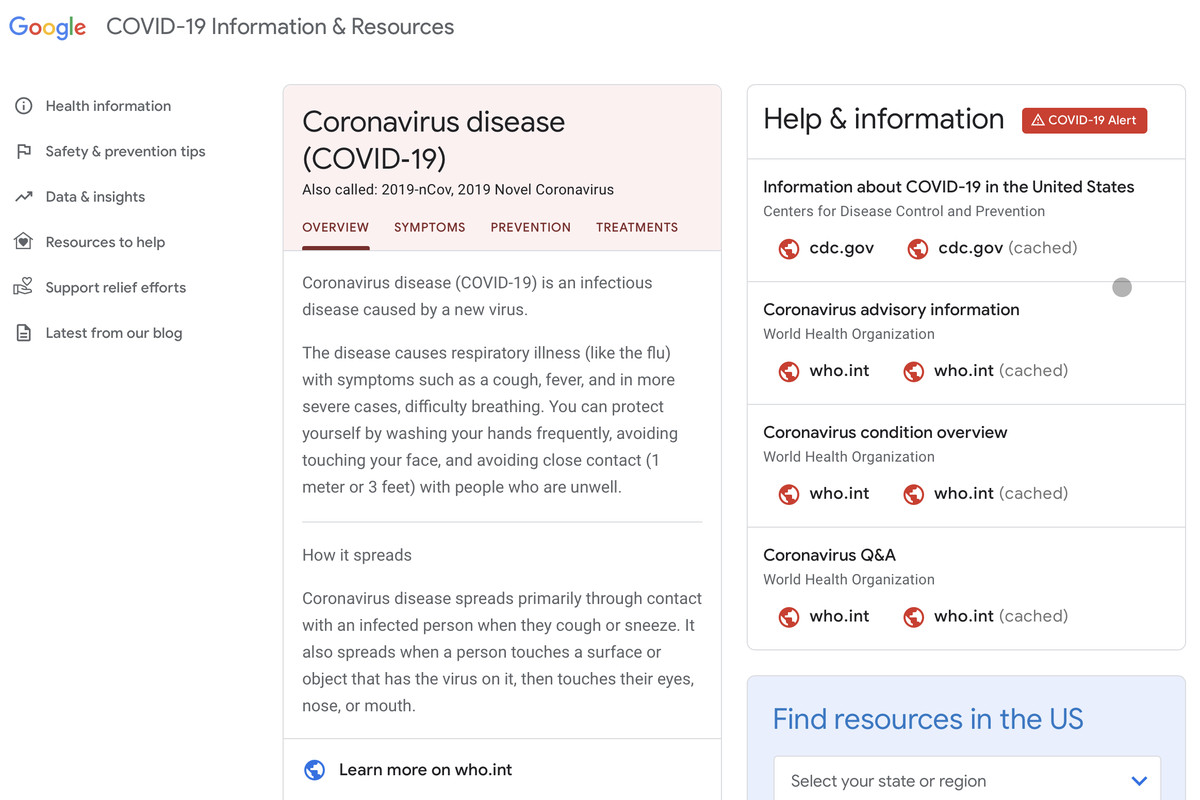 Google COVID-19 Information & Resources
Health information
Safety & prevention tips
Data & insights
Resources to help
Support relief efforts
Latest from our blog
Coronavirus disease
(COVID-19)
Also called: 2019-nCov, 2019 Novel Coronavirus
OVERVIEW SYMPTOMS PREVENTION TREATMENTS
Coronavirus disease (COVID-19) is an infectious
disease caused by a new virus.
The disease causes respiratory illness (like the flu)
with symptoms such as a cough, fever, and in more
severe cases, difficulty breathing. You can protect
yourself by washing your hands frequently, avoiding
touching your face, and avoiding close contact (1
meter or 3 feet) with people who are unwell.
How it spreads
Coronavirus disease spreads primarily through contact
with an infected person when they cough or sneeze. It
also spreads when a person touches a surface or
object that has the virus on it, then touches their eyes,
nose, or mouth.
Learn more on who.int
Help & information COVID-19 Alert
Information about COVID-19 in the United States
Centers for Disease Control and Prevention
cdc.gov cdc.gov (cached)
Coronavirus advisory information
World Health Organization
who.int who.int (cached)
Coronavirus condition overview
World Health Organization
who.int who.int (cached)
Coronavirus Q&A
World Health Organization
who.int who.int (cached)
Find resources in the US
Select your state or region